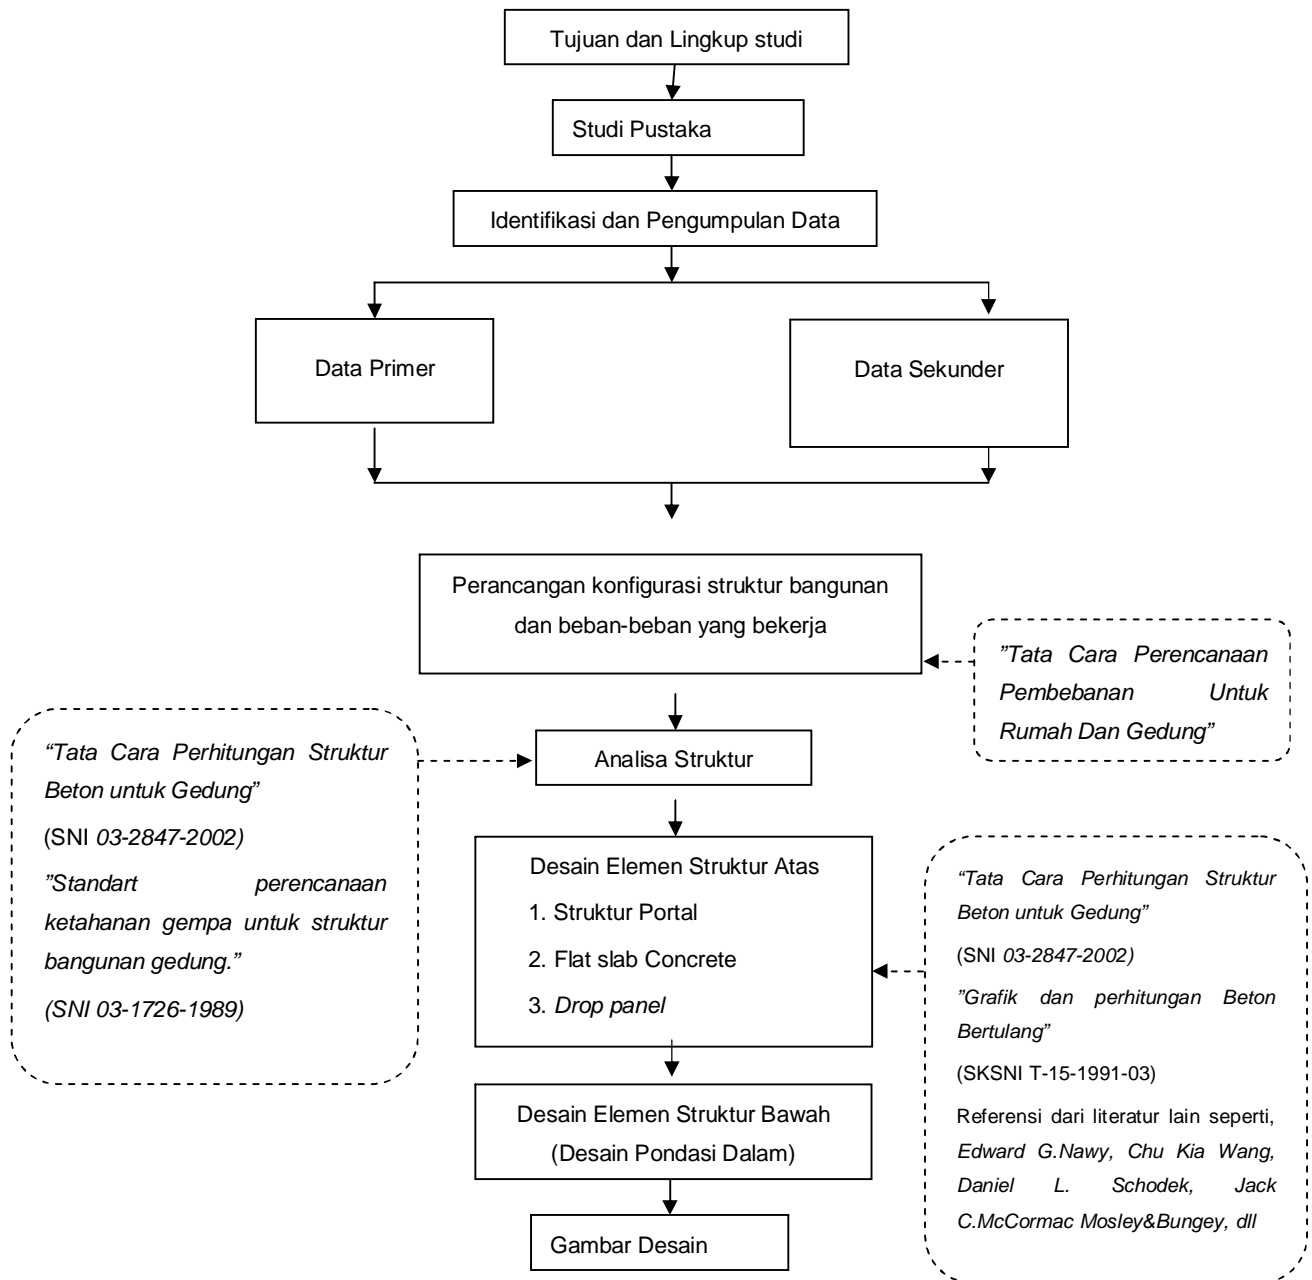 Tujuan dan Lingkup studi
Studi Pustaka
Identifikasi dan Pengumpulan Data
Data Primer
Data Sekunder
Perancangan konfigurasi struktur bangunan
dan beban-beban yang bekerja
"Tata Cara Perencanaan
Pembebanan Untuk
Rumah Dan Gedung"
"Tata Cara Perhitungan Struktur
Beton untuk Gedung"
(SNI 03-2847-2002)
"Standart perencanaan
ketahanan gempa untuk struktur
bangunan gedung."
(SNI 03-1726-1989)
Analisa Struktur
Desain Elemen Struktur Atas
1. Struktur Portal
2. Flat slab Concrete
3. Drop panel
"Tata Cara Perhitungan Struktur
Beton untuk Gedung"
(SNI 03-2847-2002)
"Grafik dan perhitungan Beton
Bertulang"
(SKSNI T-15-1991-03)
Referensi dari literatur lain seperti,
Edward G.Nawy, Chu Kia Wang,
Daniel L. Schodek, Jack
C.McCormac Mosley&Bungey, dll
Desain Elemen Struktur Bawah
(Desain Pondasi Dalam)
Gambar Desain